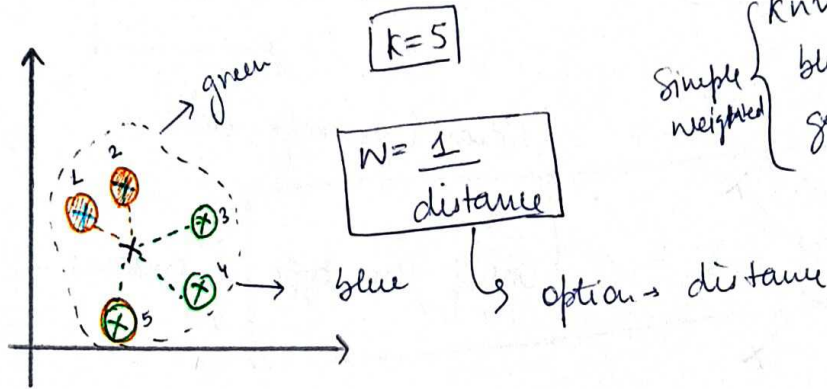 k=5
green
Simple
weighted
W= 1
distance
1
2
3
4
5
blue
option → distance